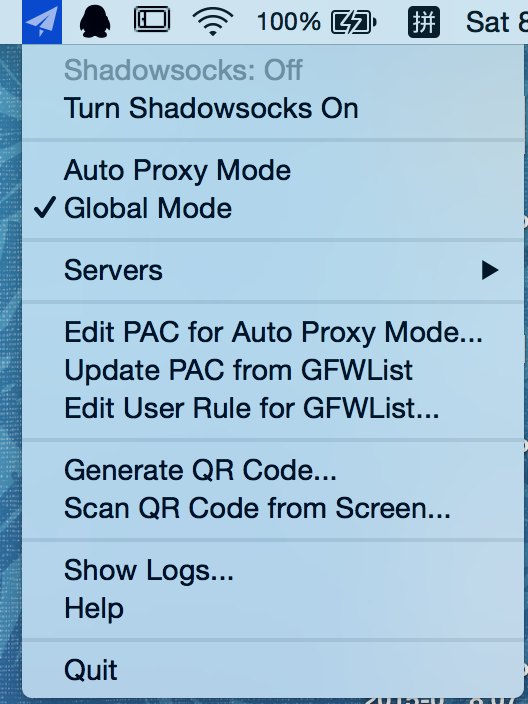 100% 拼 Sat 8
Shadowsocks: Off
Turn Shadowsocks On
Auto Proxy Mode
Global Mode
Servers
Edit PAC for Auto Proxy Mode...
Update PAC from GFWList
Edit User Rule for GFWList...
Generate QR Code...
Scan QR Code from Screen...
Show Logs...
Help
Quit